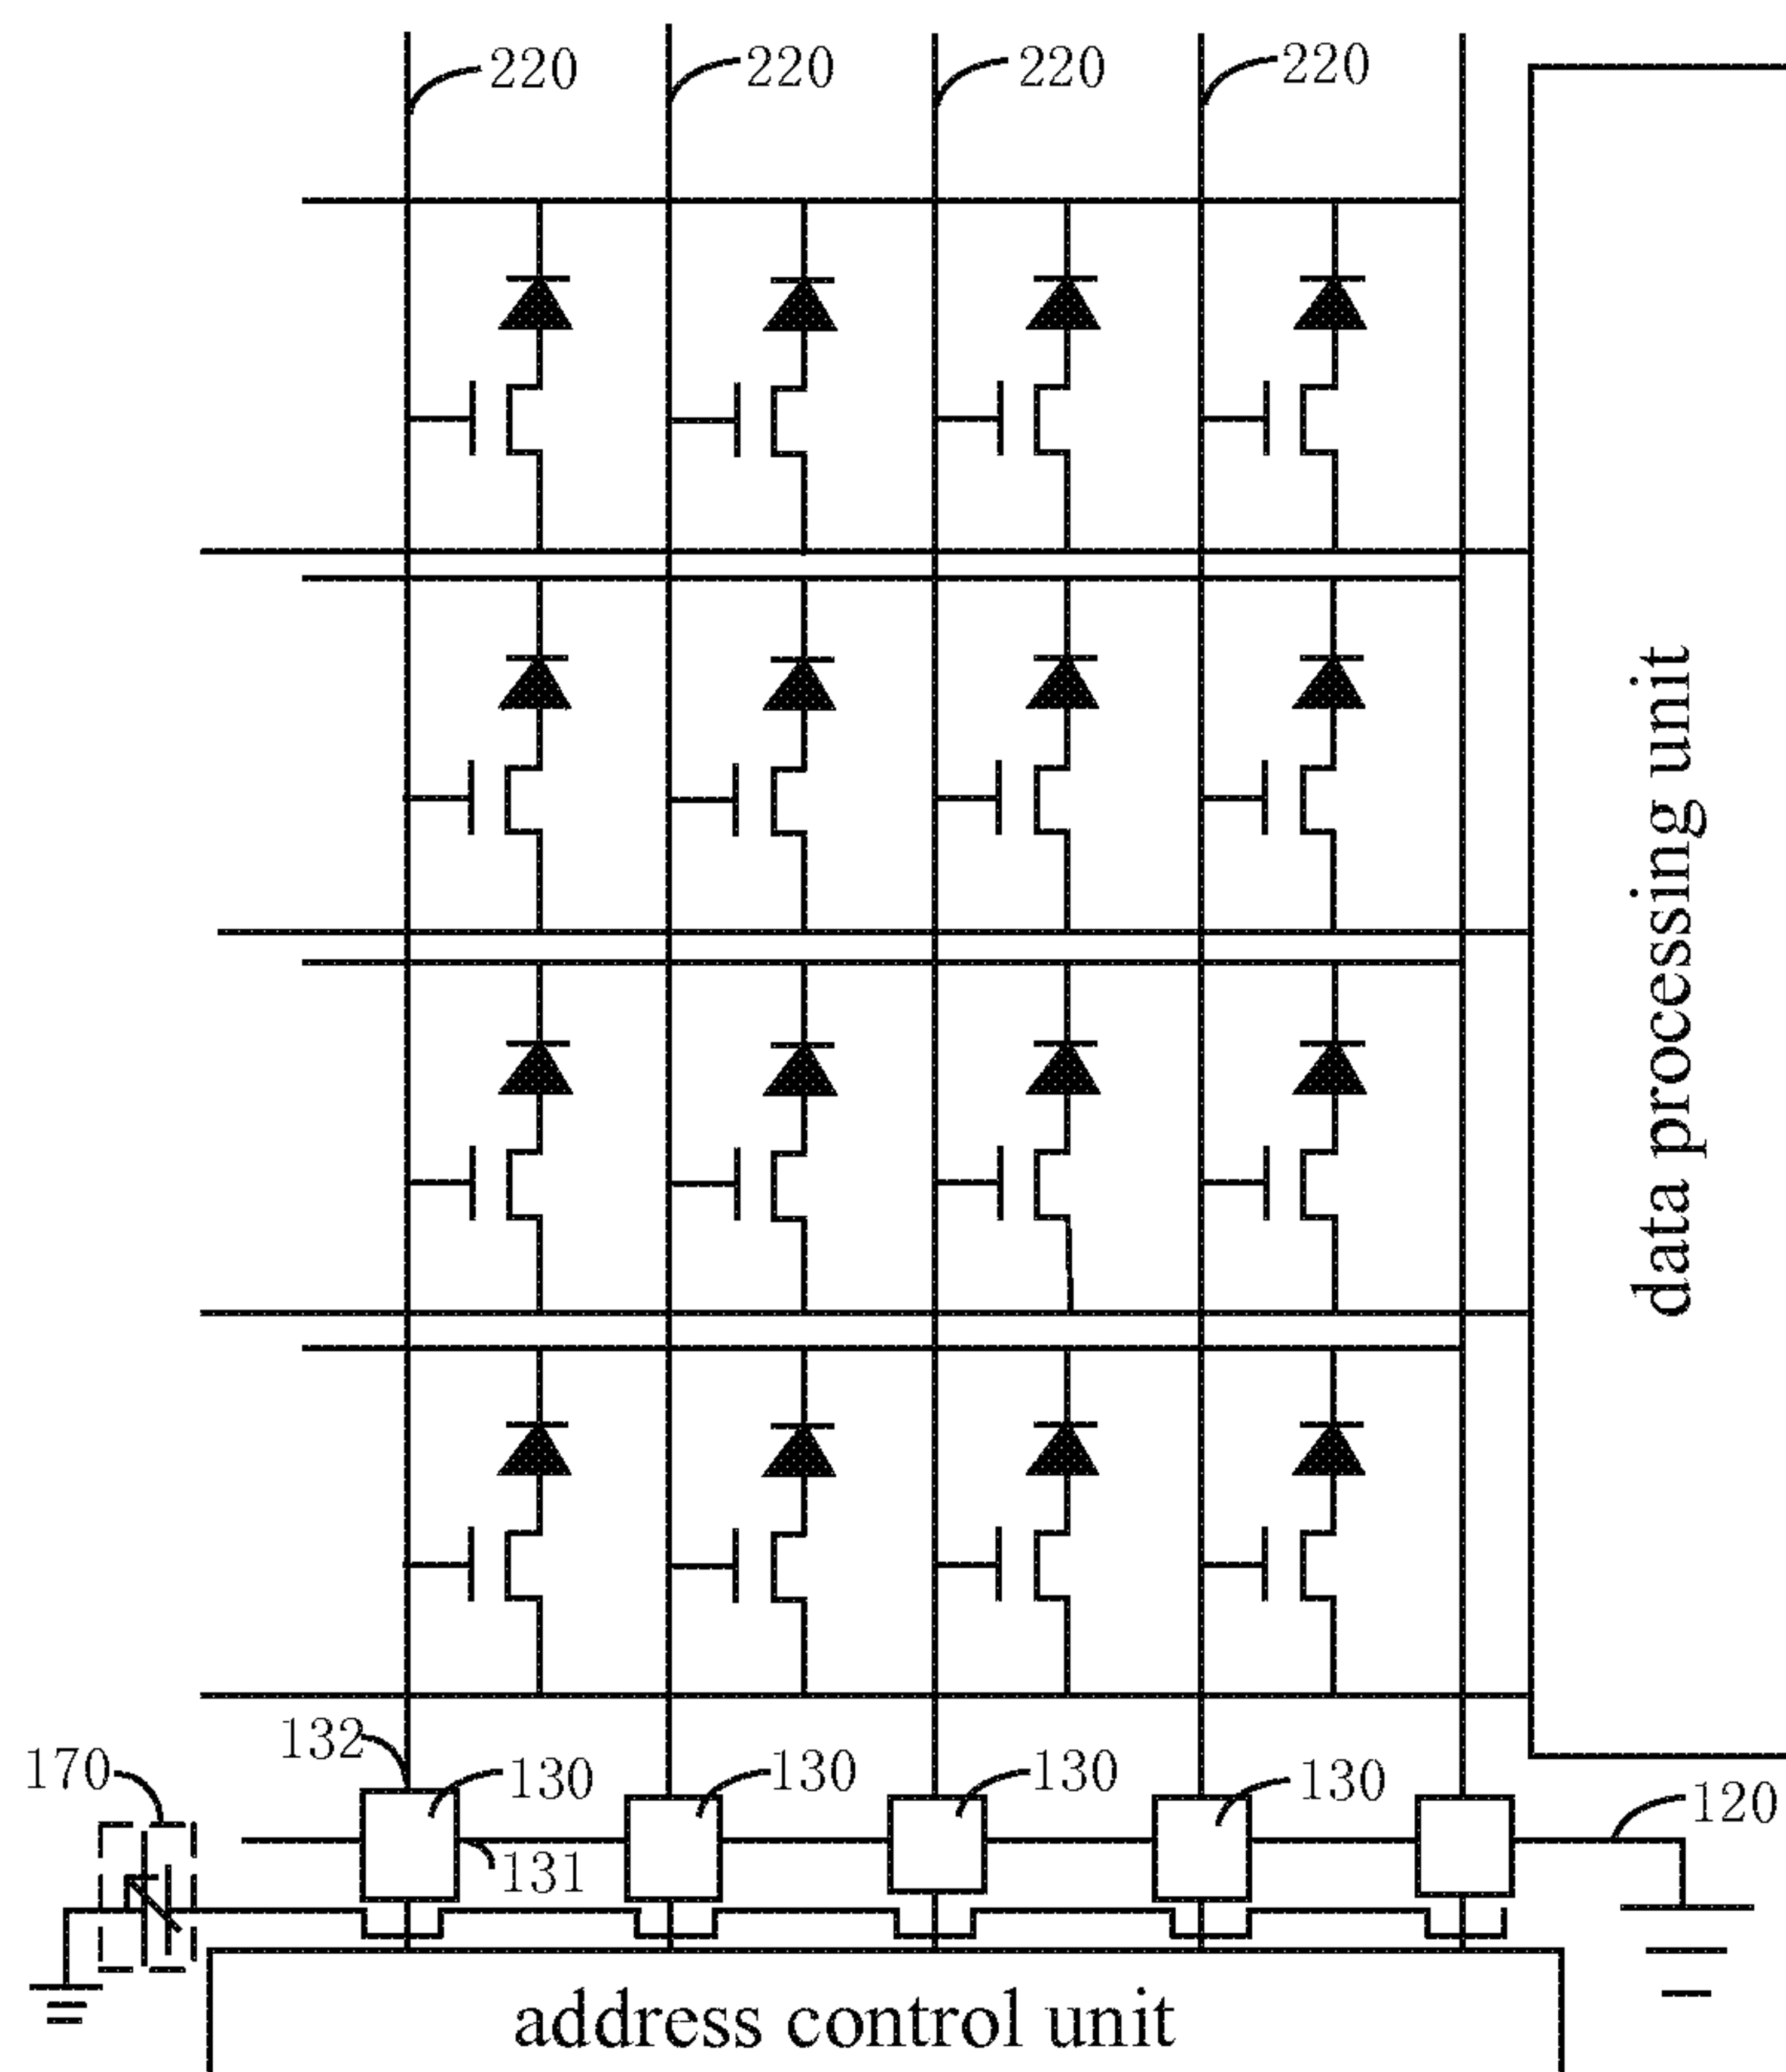 220 220 220 220
data processing unit
132
170 130 130 130 130
120
131
address control unit